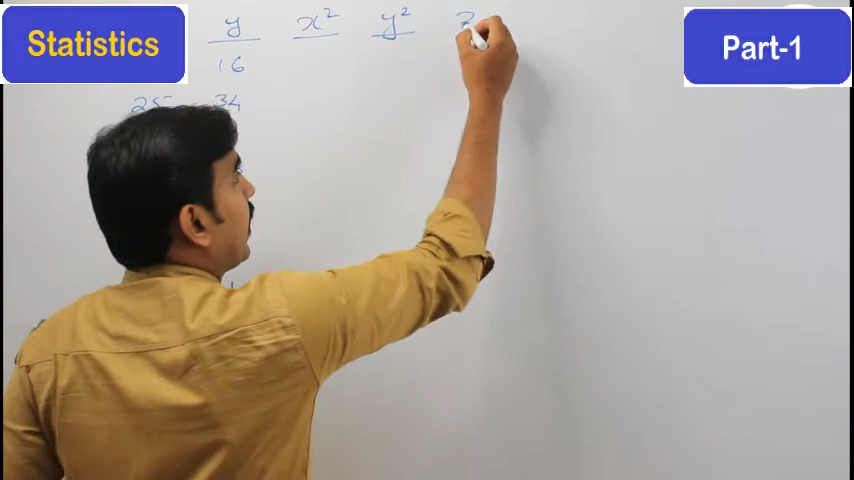 Statistics
Part-1
y x² y²
16
25 34